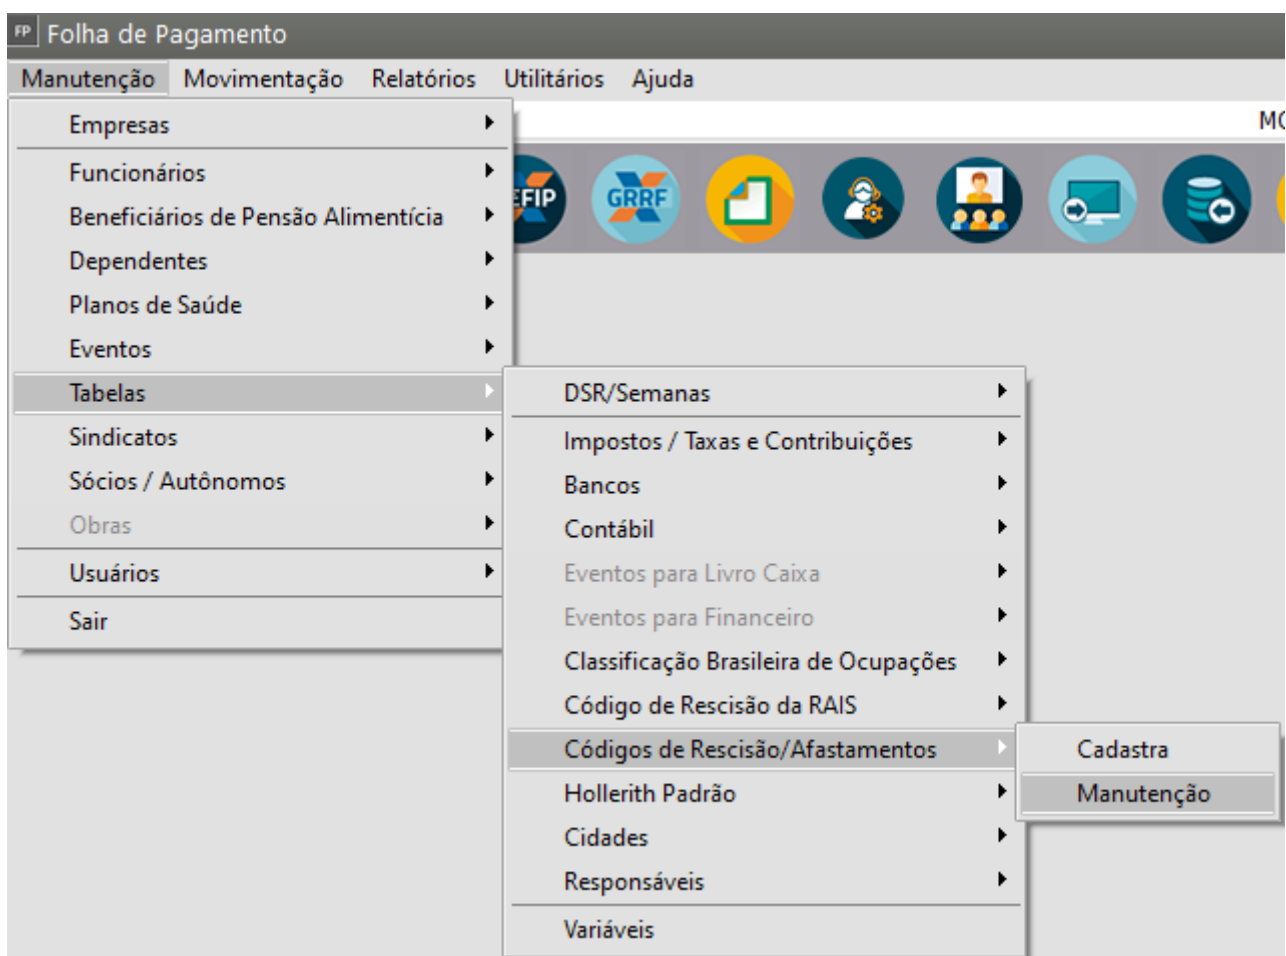 FP Folha de Pagamento
Manutenção Movimentação Relatórios Utilitários Ajuda
Empresas
Funcionários
GRRF
Beneficiários de Pensão Alimentícia
Dependentes
Planos de Saúde
Eventos
Tabelas
Sindicatos
Sócios / Autônomos
Obras
Usuários
Sair
DSR/Semanas
Impostos / Taxas e Contribuições
Bancos
Contábil
Eventos para Livro Caixa
Eventos para Financeiro
Classificação Brasileira de Ocupações
Código de Rescisão da RAIS
Códigos de Rescisão/Afastamentos
Hollerith Padrão
Cidades
Responsáveis
Variáveis
Cadastra
Manutenção